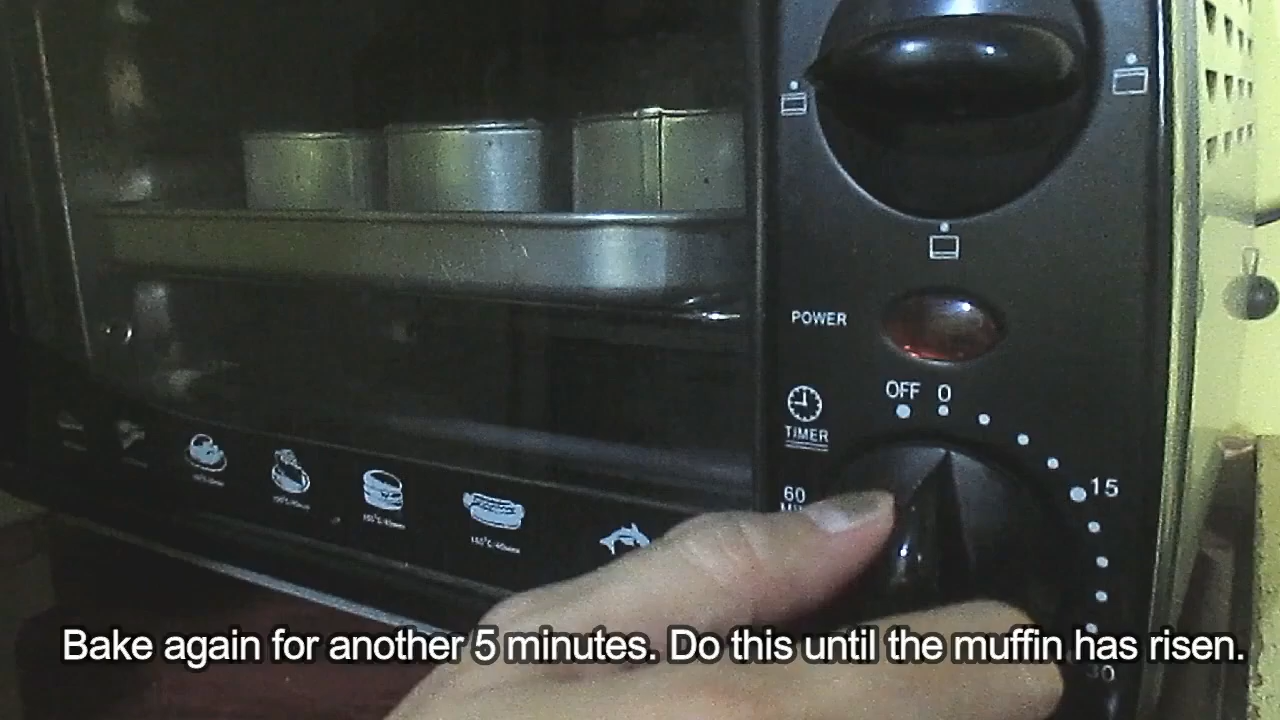 POWER
OFF 0
TIMER
15
60
30
Bake again for another 5 minutes. Do this until the muffin has risen.